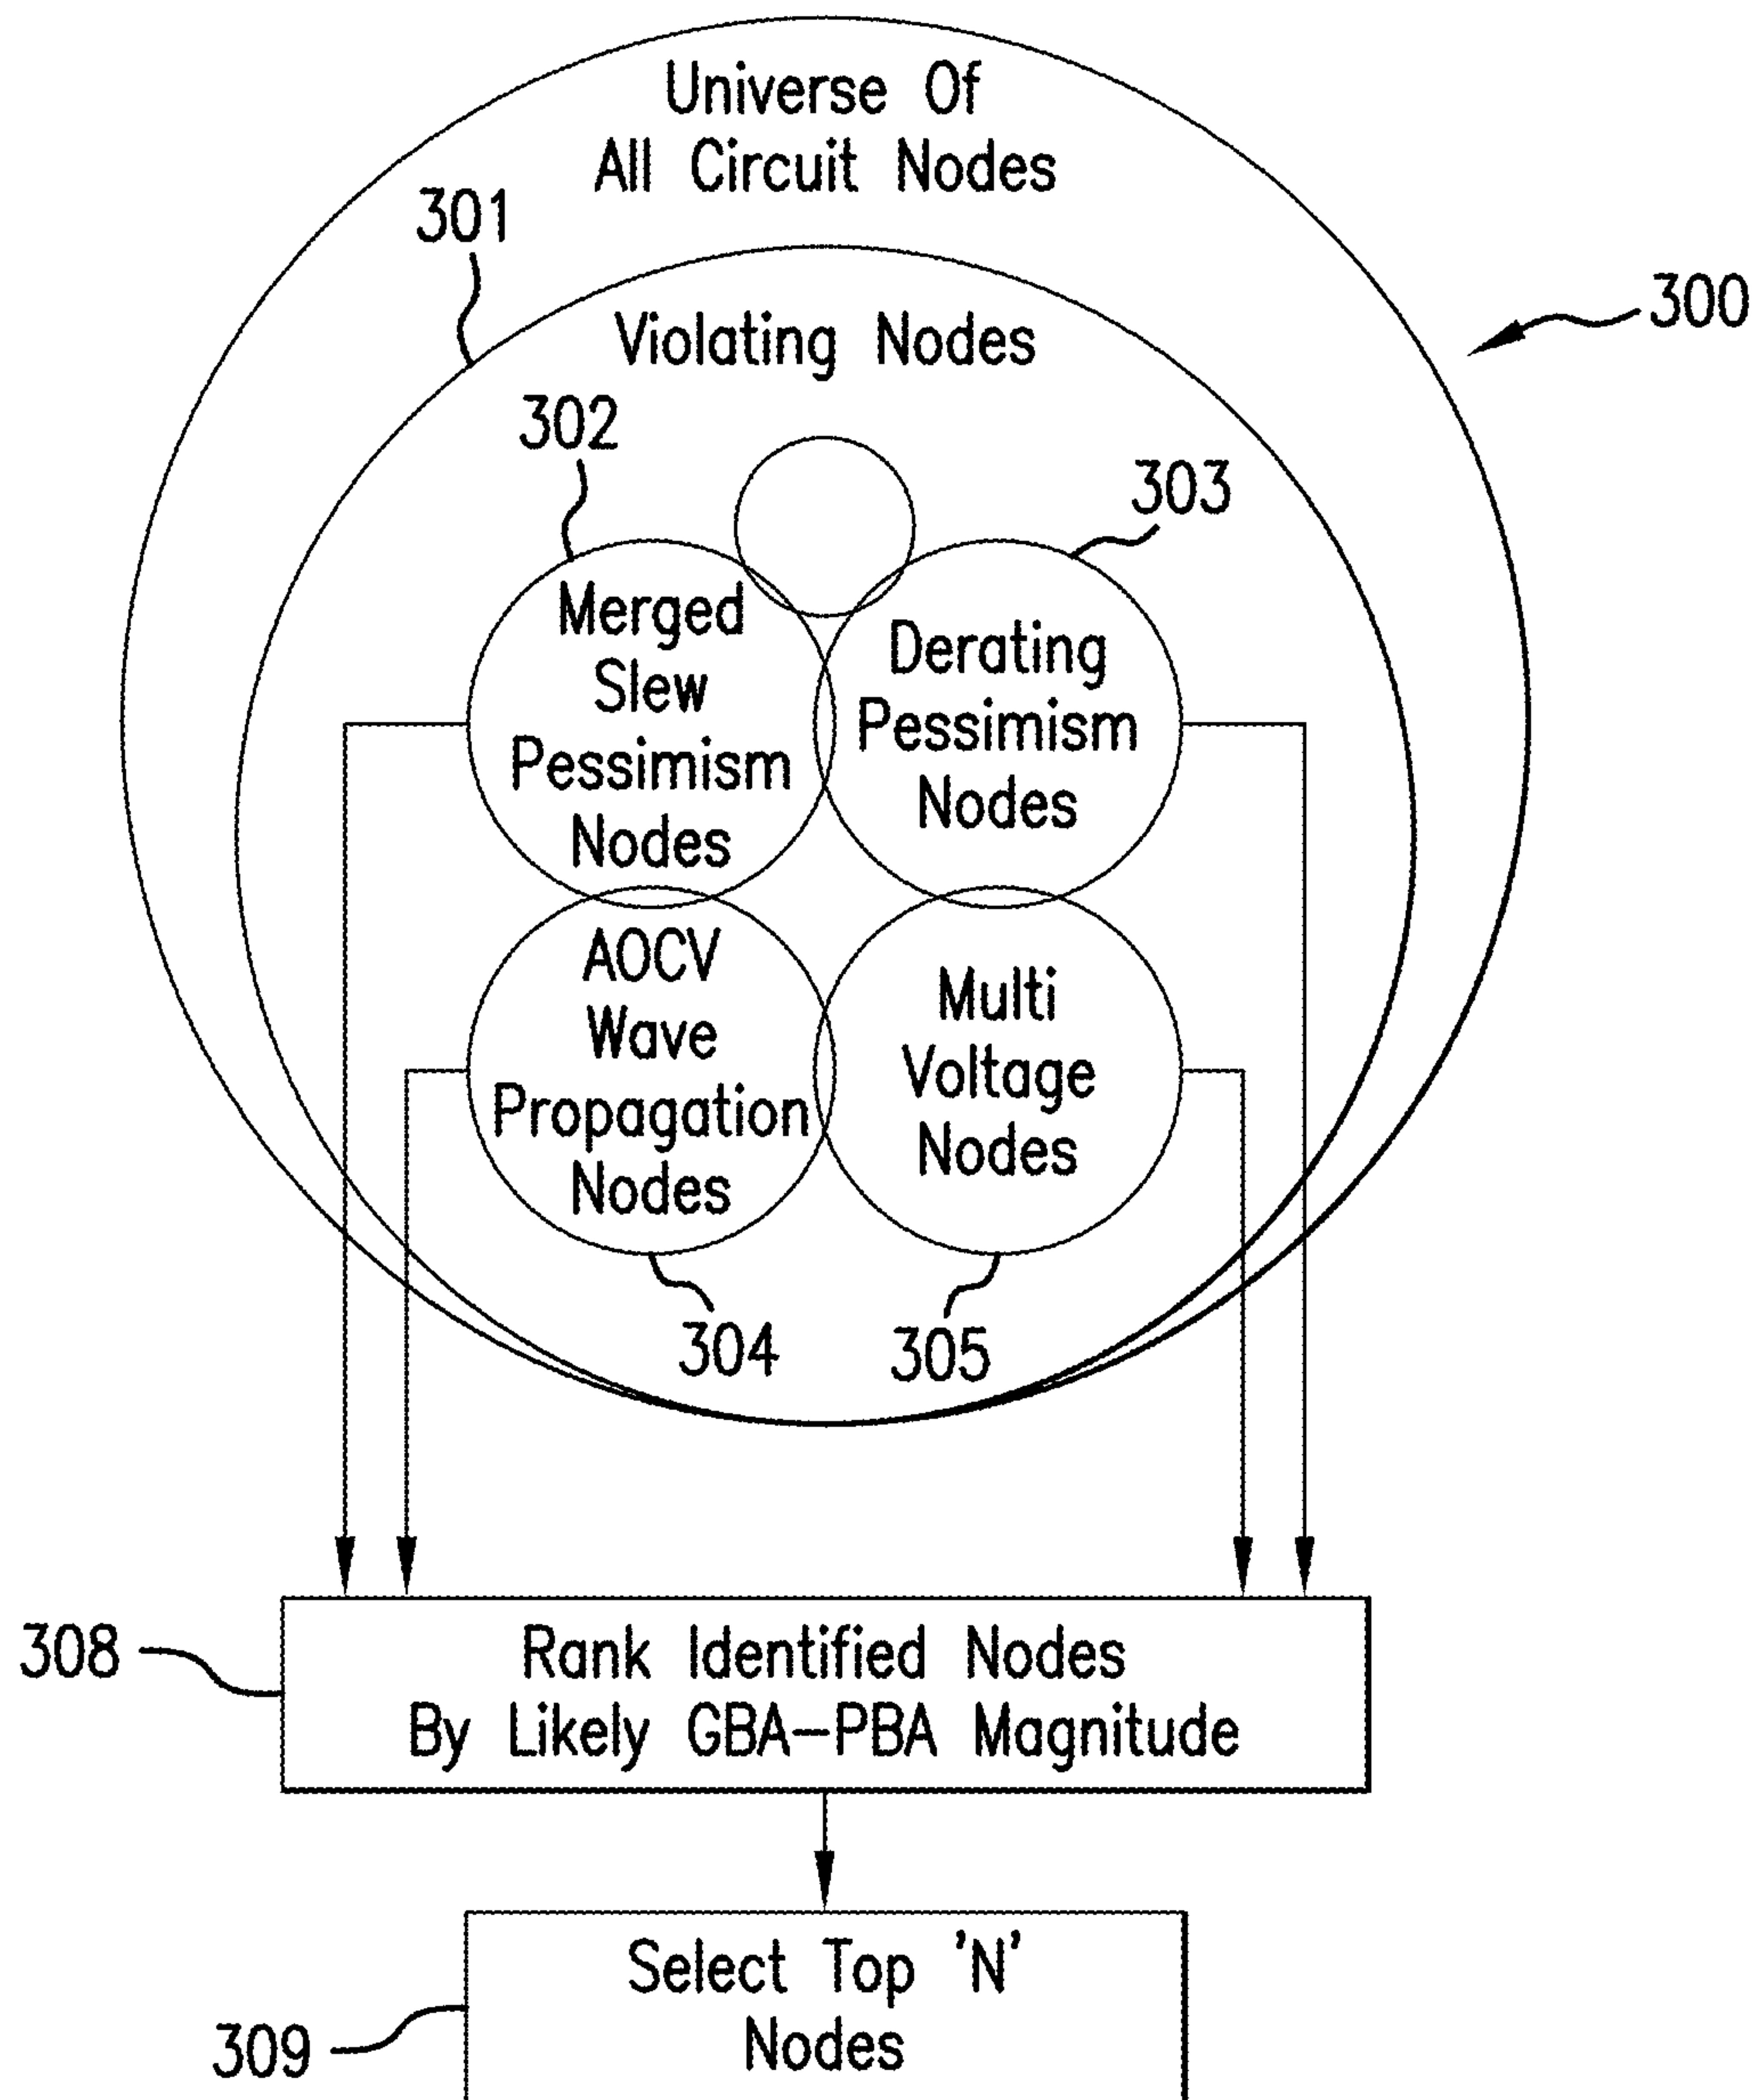 Universe Of
All Circuit Nodes
301
300
Violating Nodes
302
303
Merged
Slew
Pessimism
Nodes
Derating
Pessimism
Nodes
AOCV
Wave
Propagation
Nodes
Multi
Voltage
Nodes
304
305
308
Rank Identified Nodes
By Likely GBA-PBA Magnitude
Select Top 'N'
Nodes
309